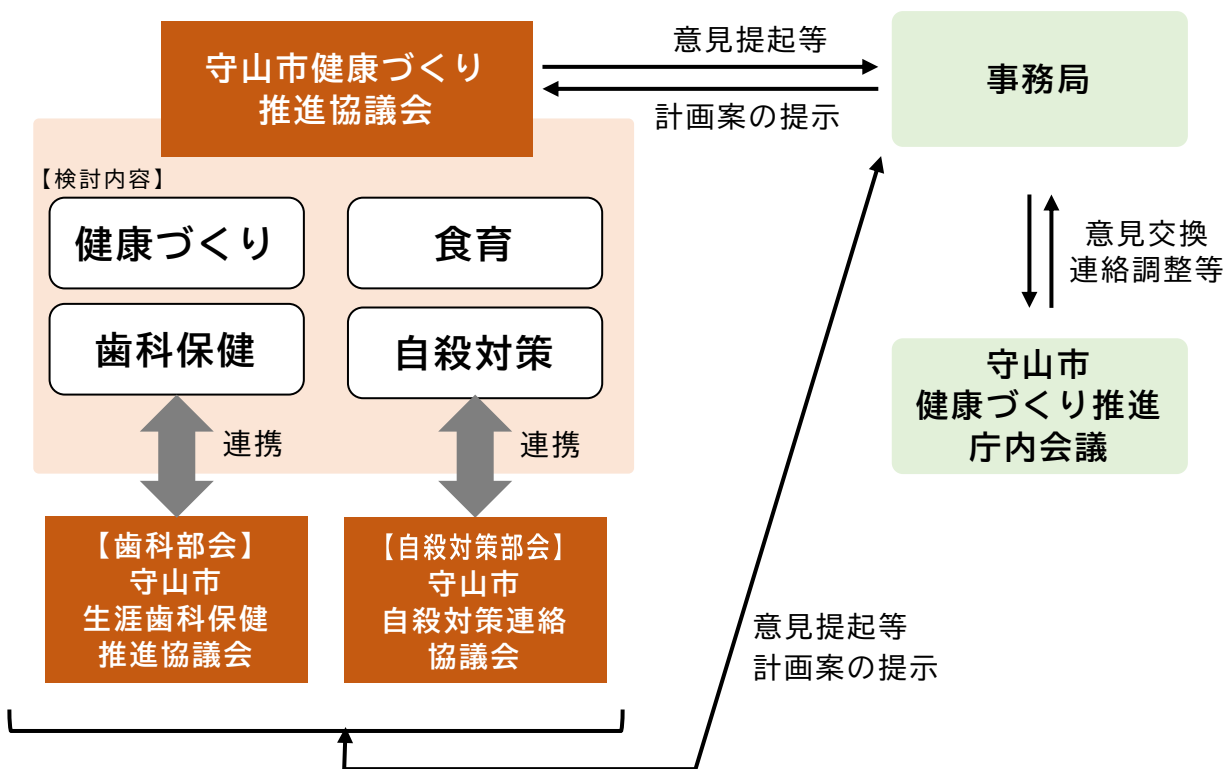 守山市健康づくり
推進協議会
意見提起等
計画案の提示
事務局
【検討内容】
健康づくり
食育
歯科保健
自殺対策
連携
連携
意見交換
連絡調整等
守山市
健康づくり推進
庁内会議
【歯科部会】
守山市
生涯歯科保健
推進協議会
【自殺対策部会】
守山市
自殺対策連絡
協議会
意見提起等
計画案の提示